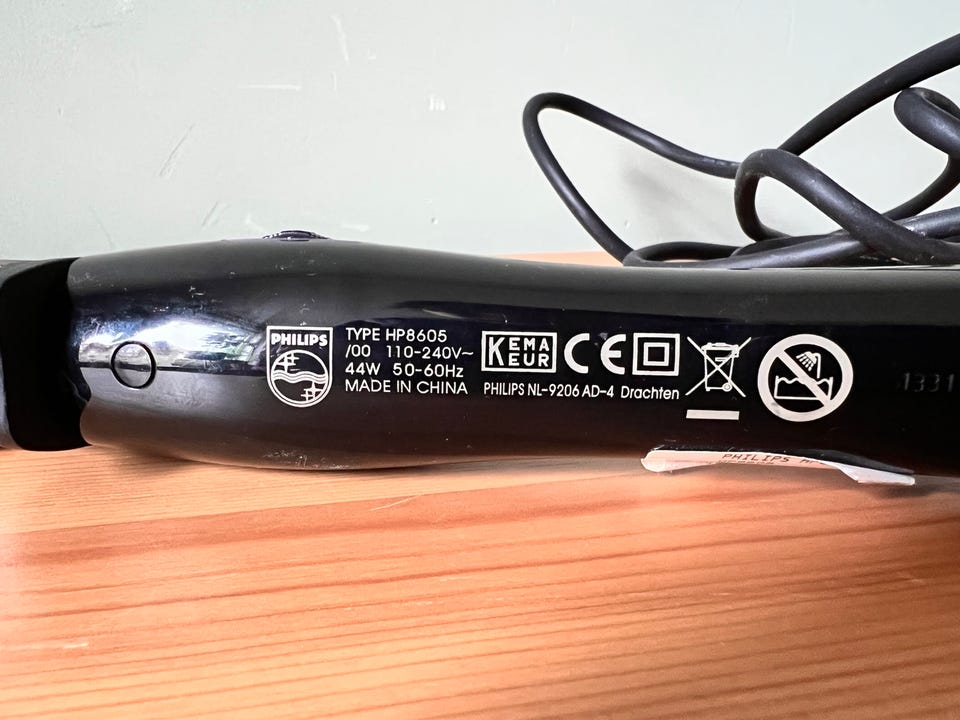 PHILIPS
TYPE HP8605
/00 110-240V~
44W 50-60Hz
MADE IN CHINA
KEMA
KEUR
CE
PHILIPS NL-9206 AD-4 Drachten
1331
PHILIPS